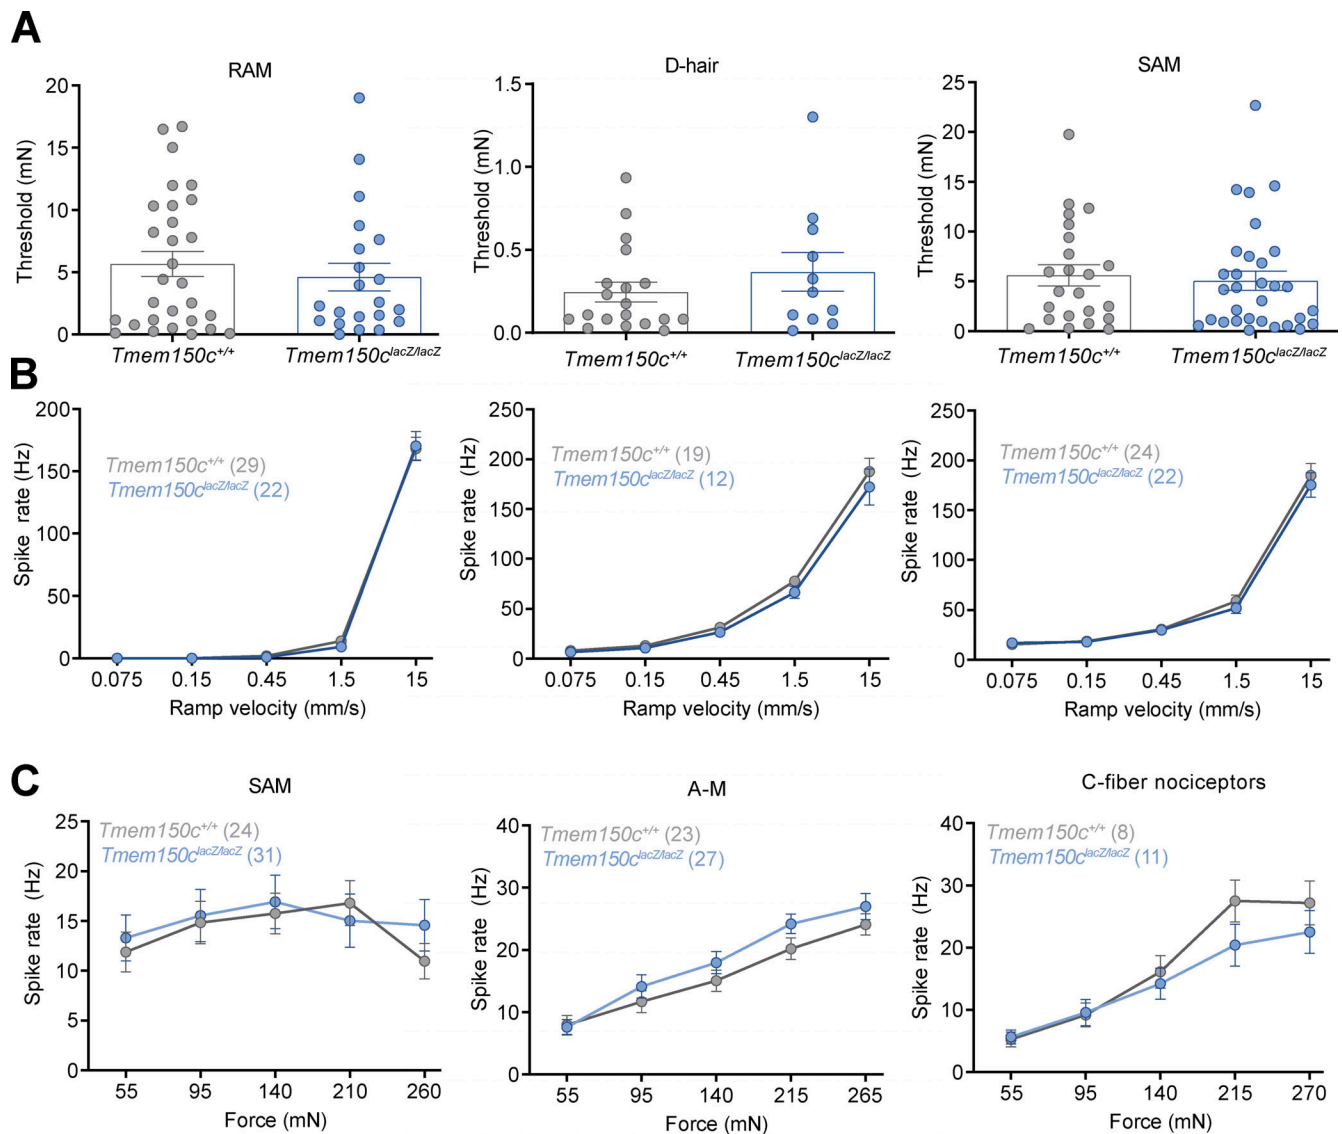 A
RAM
D-hair
SAM
Threshold (mN)
20
15
10
5
0
Tmem150c+/+
Tmem150clacZ/lacZ
Threshold (mN)
1.5
1.0
0.5
0.0
Tmem150c+/+
Tmem150clacZ/lacZ
Threshold (mN)
25
20
15
10
5
0
Tmem150c+/+
Tmem150clacZ/lacZ
B
Spike rate (Hz)
200
150
100
50
0
Tmem150c+/+ (29)
Tmem150clacZ/lacZ (22)
0.075 0.15 0.45 1.5 15
Ramp velocity (mm/s)
Spike rate (Hz)
250
200
150
100
50
0
Tmem150c+/+ (19)
Tmem150clacZ/lacZ (12)
0.075 0.15 0.45 1.5 15
Ramp velocity (mm/s)
Spike rate (Hz)
250
200
150
100
50
0
Tmem150c+/+ (24)
Tmem150clacZ/lacZ (22)
0.075 0.15 0.45 1.5 15
Ramp velocity (mm/s)
C
SAM
Spike rate (Hz)
25
20
15
10
5
0
Tmem150c+/+ (24)
Tmem150clacZ/lacZ (31)
55 95 140 210 260
Force (mN)
A-M
Spike rate (Hz)
40
30
20
10
0
Tmem150c+/+ (23)
Tmem150clacZ/lacZ (27)
55 95 140 215 265
Force (mN)
C-fiber nociceptors
Spike rate (Hz)
40
30
20
10
0
Tmem150c+/+ (8)
Tmem150clacZ/lacZ (11)
55 95 140 215 270
Force (mN)